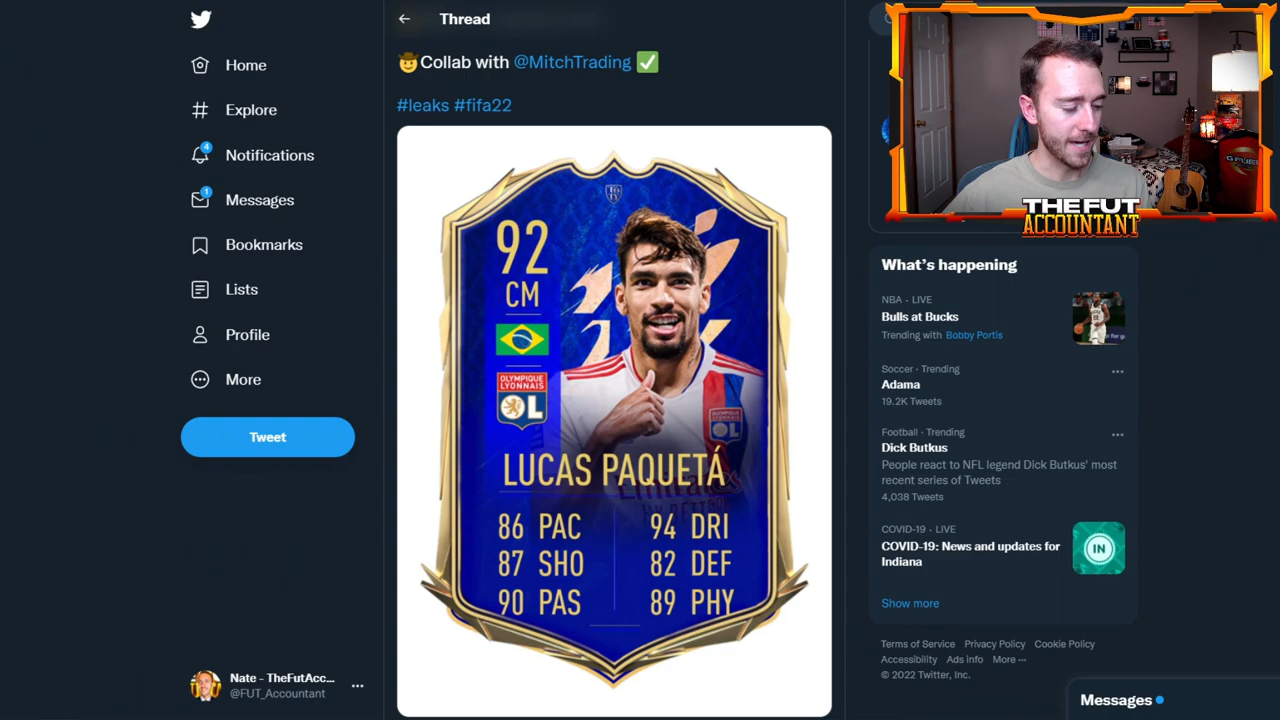 Home
Explore
4
Notifications
1
Messages
Bookmarks
Lists
Profile
More
Tweet
Nate - TheFutAcc...
@FUT_Accountant
Thread
🤠Collab with @MitchTrading ✅
#leaks #fifa22
92
CM
OLYMPIQUE
LYONNAIS
OL
LUCAS PAQUETÁ
86 PAC
87 SHO
90 PAS
94 DRI
82 DEF
89 PHY
THE FUT
ACCOUNTANT
What's happening
NBA · LIVE
Bulls at Bucks
Trending with Bobby Portis
Soccer · Trending
Adama
19.2K Tweets
Football · Trending
Dick Butkus
People react to NFL legend Dick Butkus' most
recent series of Tweets
4,038 Tweets
COVID-19 · LIVE
COVID-19: News and updates for
Indiana
IN
Show more
Terms of Service Privacy Policy Cookie Policy
Accessibility Ads info More ···
© 2022 Twitter, Inc.
Messages